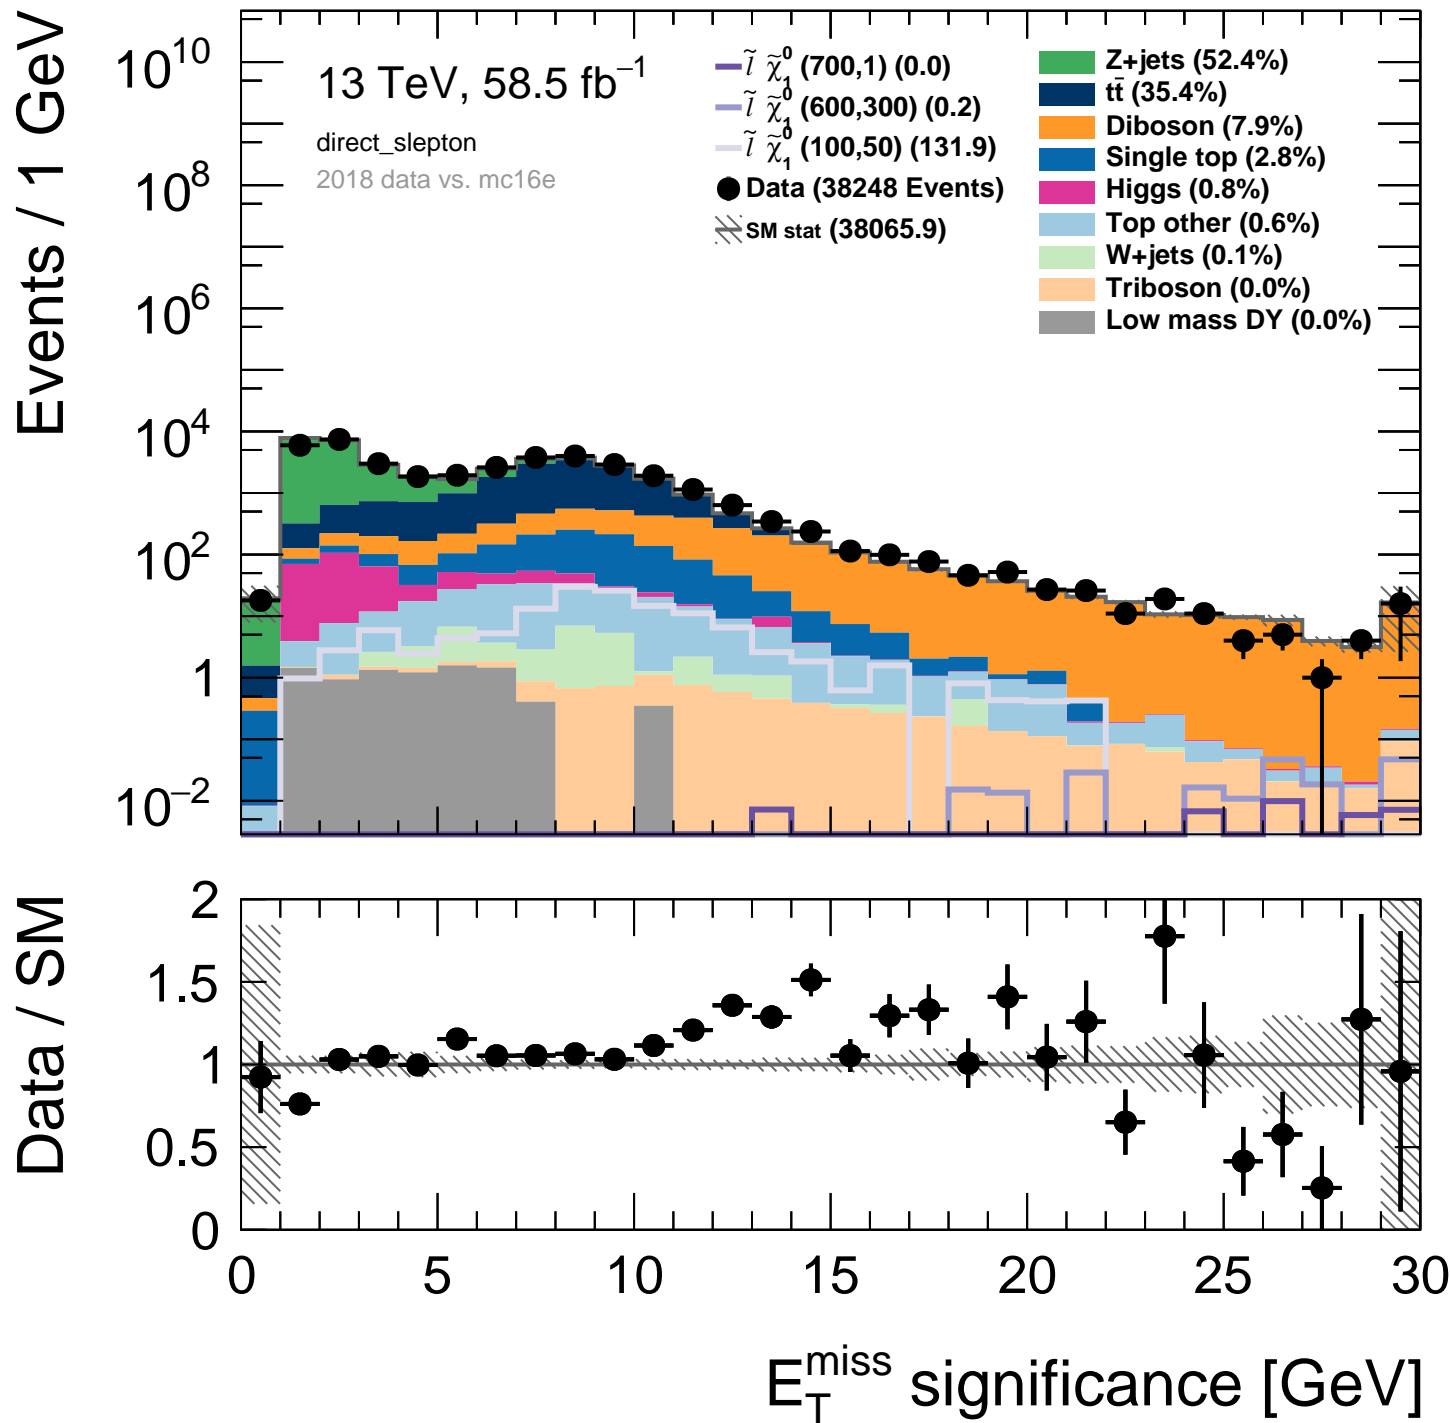 Events / 1 GeV
10¹⁰
10⁸
10⁶
10⁴
10²
1
10⁻²
13 TeV, 58.5 fb⁻¹
direct_slepton
2018 data vs. mc16e
l̃ χ̃₁⁰ (700,1) (0.0)
l̃ χ̃₁⁰ (600,300) (0.2)
l̃ χ̃₁⁰ (100,50) (131.9)
Data (38248 Events)
SM stat (38065.9)
Z+jets (52.4%)
tt̄ (35.4%)
Diboson (7.9%)
Single top (2.8%)
Higgs (0.8%)
Top other (0.6%)
W+jets (0.1%)
Triboson (0.0%)
Low mass DY (0.0%)
Data / SM
2
1.5
1
0.5
0
0 5 10 15 20 25 30
E_T^miss significance [GeV]